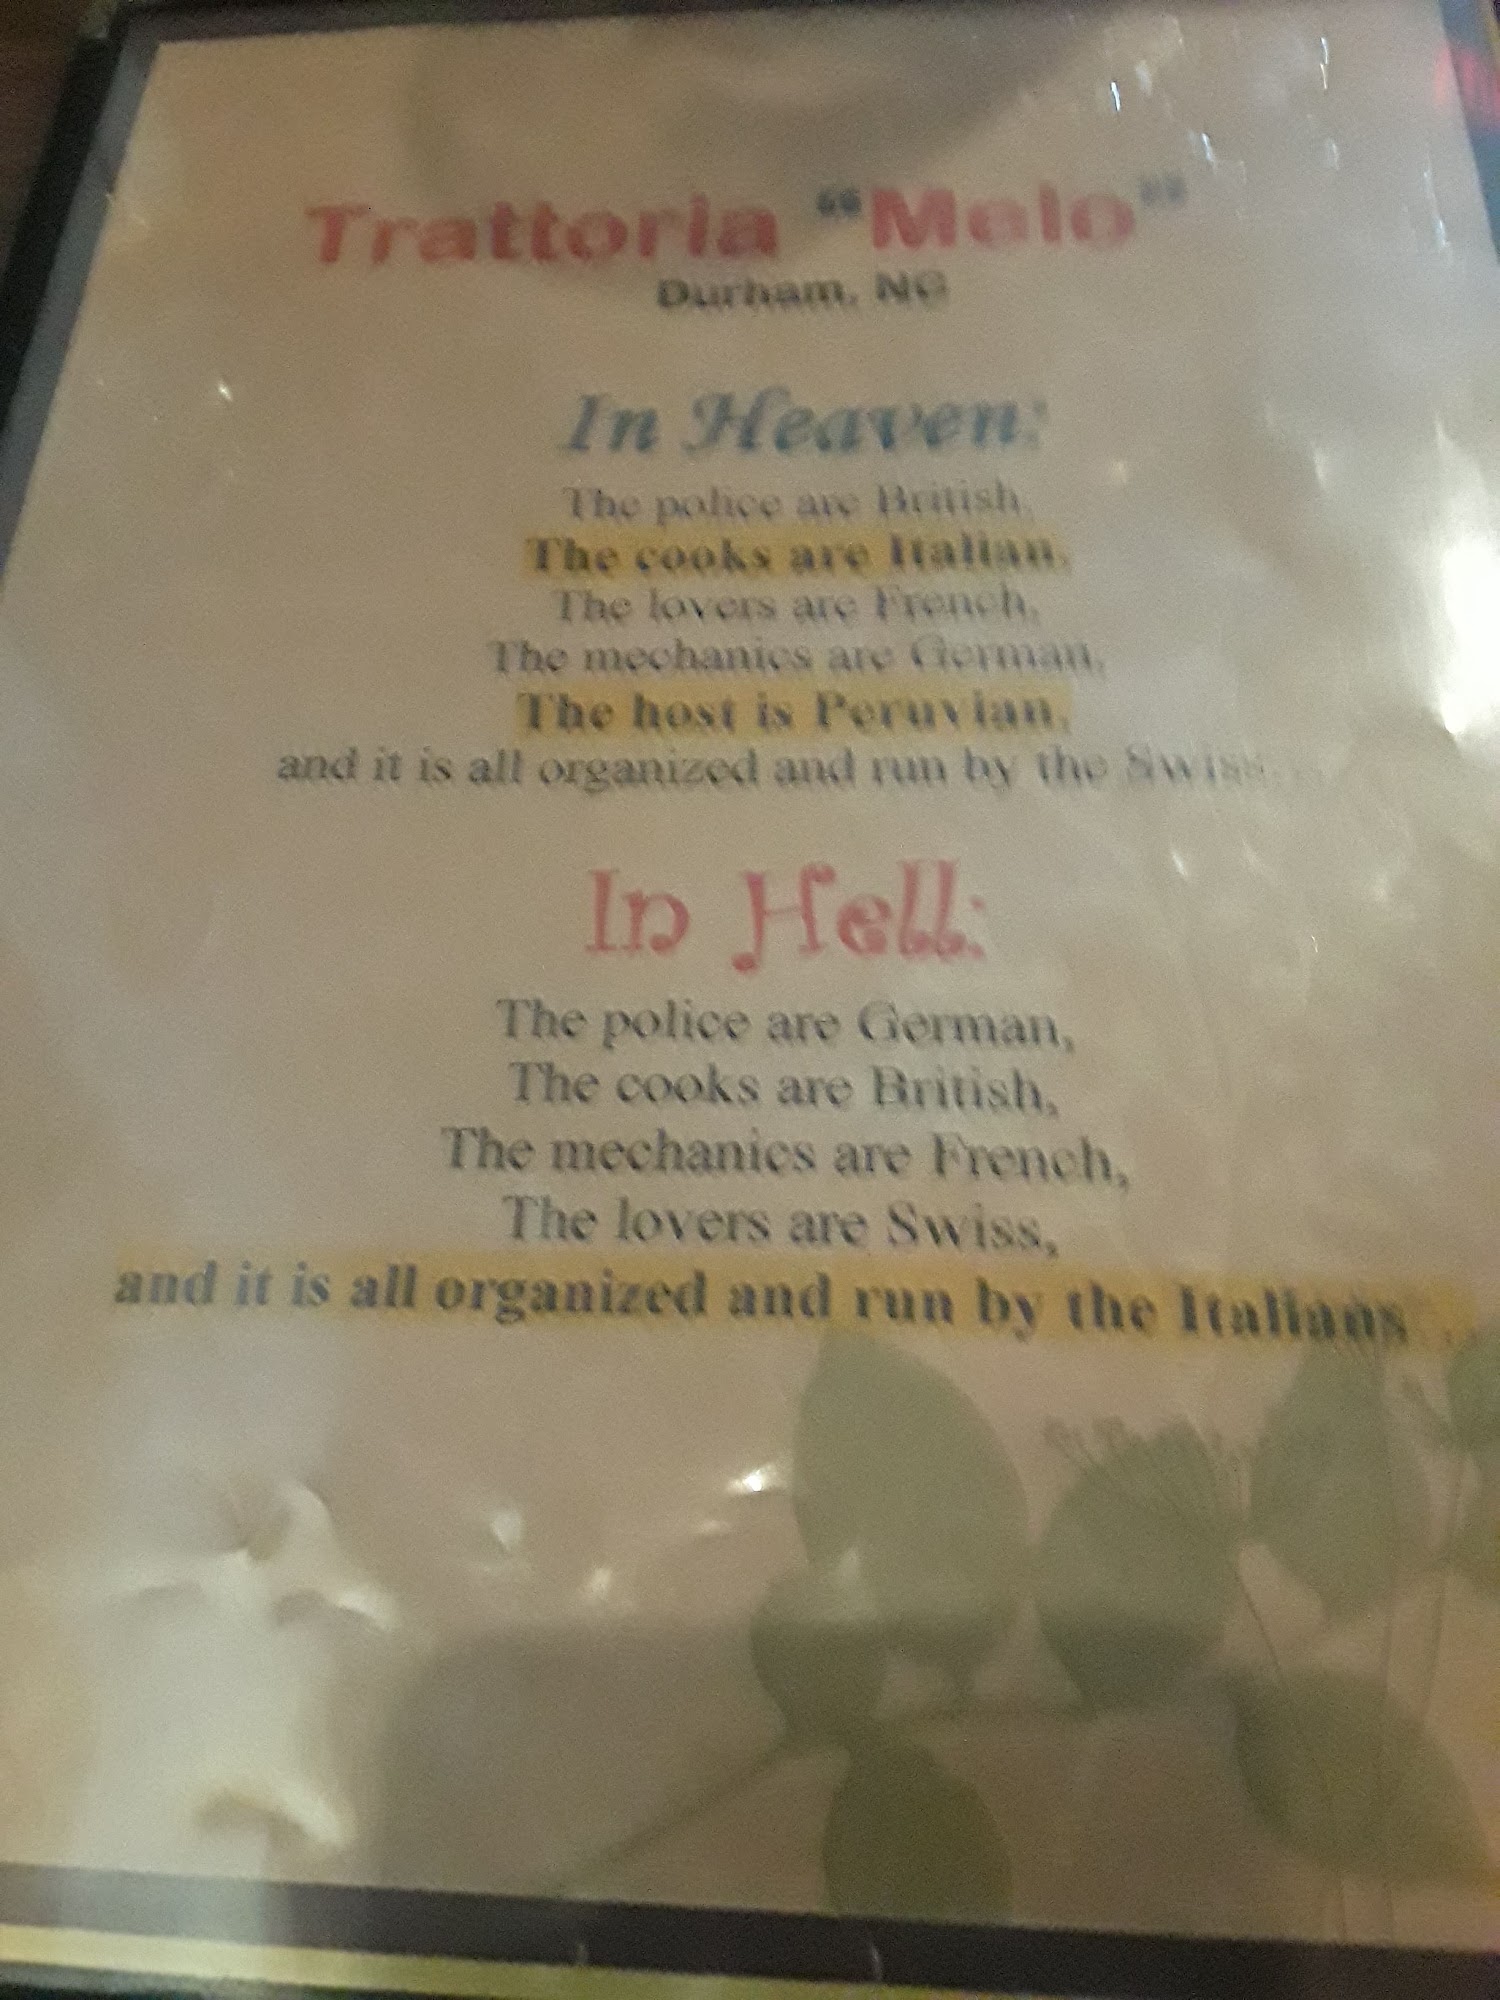 Trattoria "Melo"
Durham, NC
In Heaven:
The police are British,
The cooks are Italian,
The lovers are French,
The mechanics are German,
The host is Peruvian,
and it is all organized and run by the Swiss...
In Hell:
The police are German,
The cooks are British,
The mechanics are French,
The lovers are Swiss,
and it is all organized and run by the Italians...